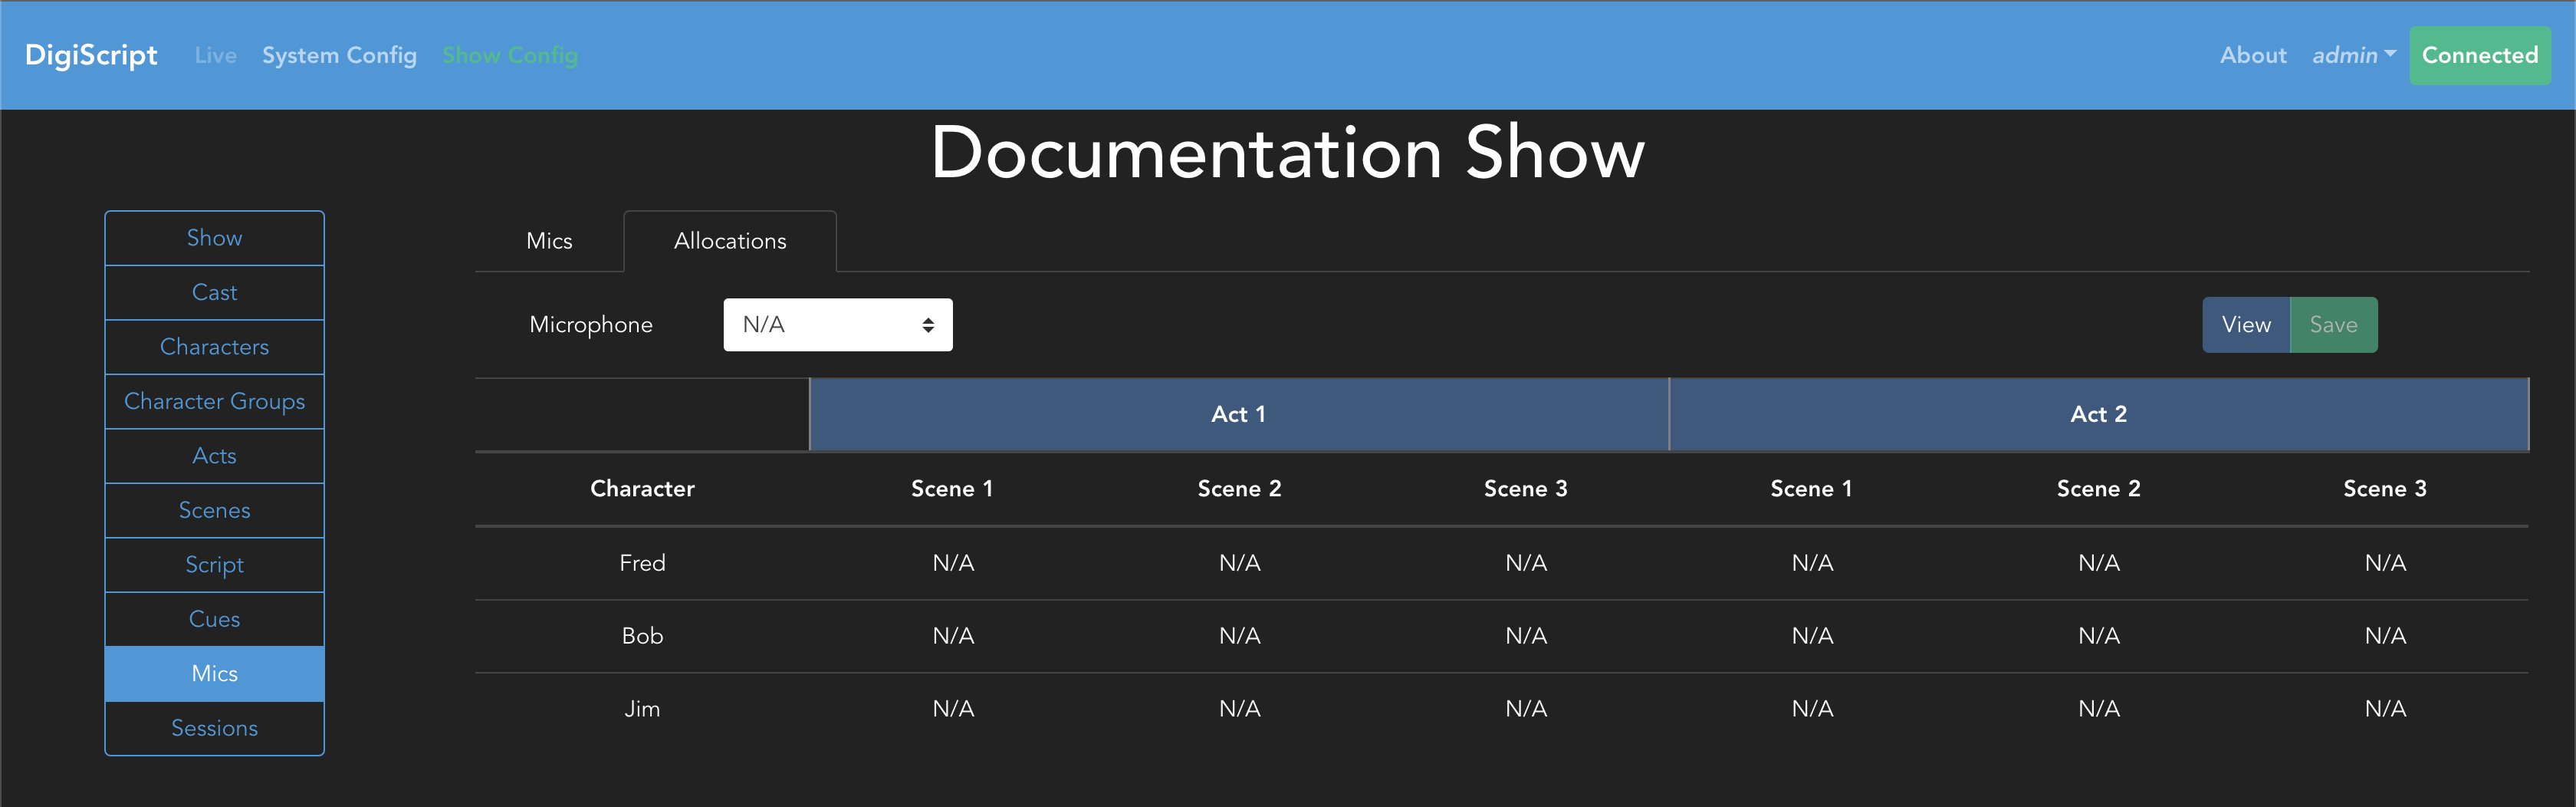 DigiScript Live System Config Show Config About admin Connected
Documentation Show
Show
Cast
Characters
Character Groups
Acts
Scenes
Script
Cues
Mics
Sessions
Mics Allocations
Microphone N/A View Save
Act 1 Act 2
Character Scene 1 Scene 2 Scene 3 Scene 1 Scene 2 Scene 3
Fred N/A N/A N/A N/A N/A N/A
Bob N/A N/A N/A N/A N/A N/A
Jim N/A N/A N/A N/A N/A N/A